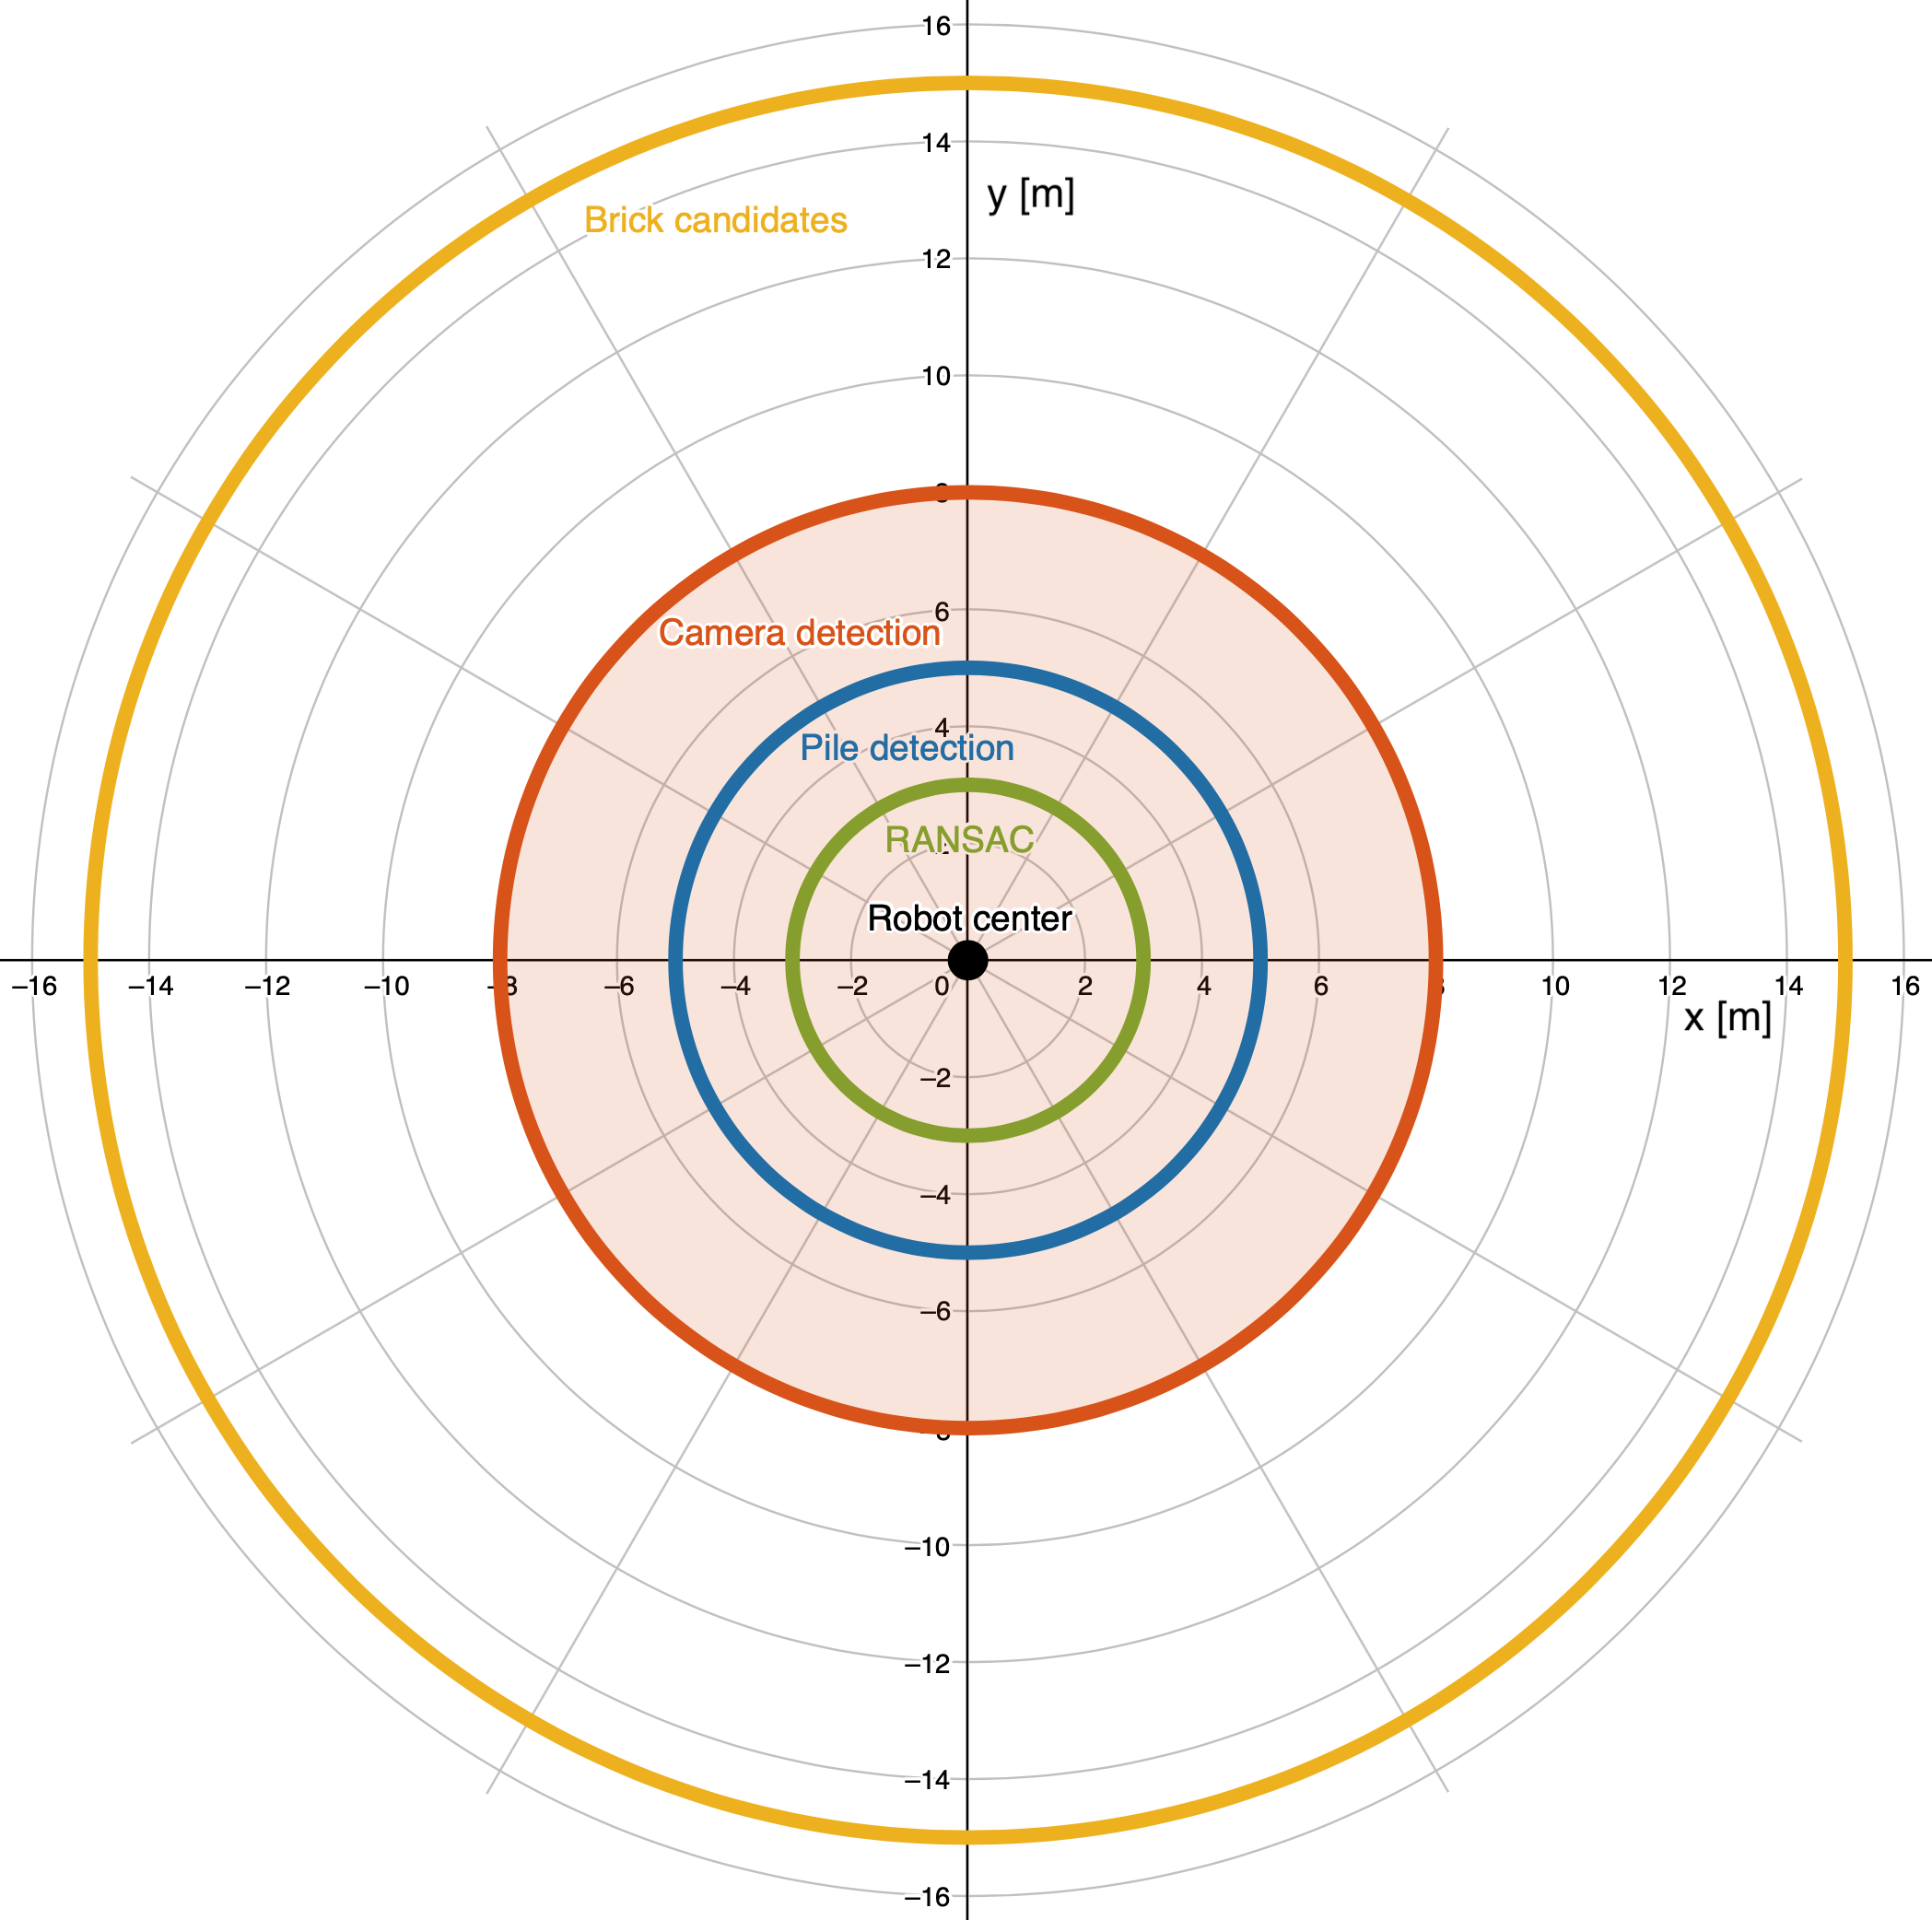 16
14
y [m]
Brick candidates
12
10
6
Camera detection
4
Pile detection
RANSAC
Robot center
–16 –14 –12 –10 –8 –6 –4 –2 0 2 4 6 10 12 14 16
x [m]
–2
–4
–6
–10
–12
–14
–16